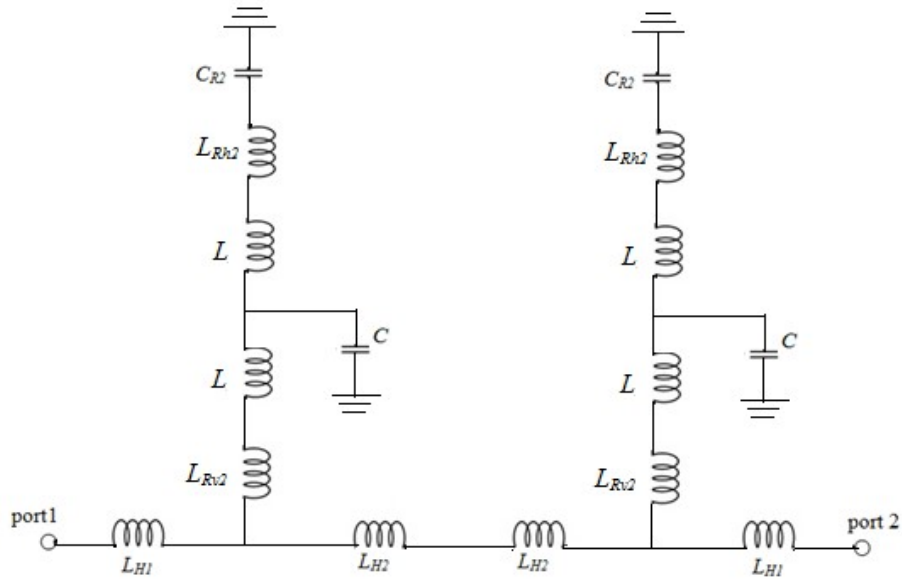 C_R2
C_R2
L_Rh2
L_Rh2
L
L
C
C
L
L
L_Rv2
L_Rv2
port1
port 2
L_H1
L_H2
L_H2
L_H1